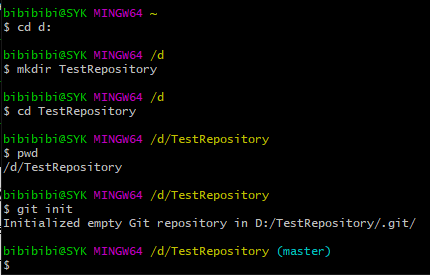 bibibibi@SYK MINGW64 ~
$ cd d:
bibibibi@SYK MINGW64 /d
$ mkdir TestRepository
bibibibi@SYK MINGW64 /d
$ cd TestRepository
bibibibi@SYK MINGW64 /d/TestRepository
$ pwd
/d/TestRepository
bibibibi@SYK MINGW64 /d/TestRepository
$ git init
Initialized empty Git repository in D:/TestRepository/.git/
bibibibi@SYK MINGW64 /d/TestRepository (master)
$